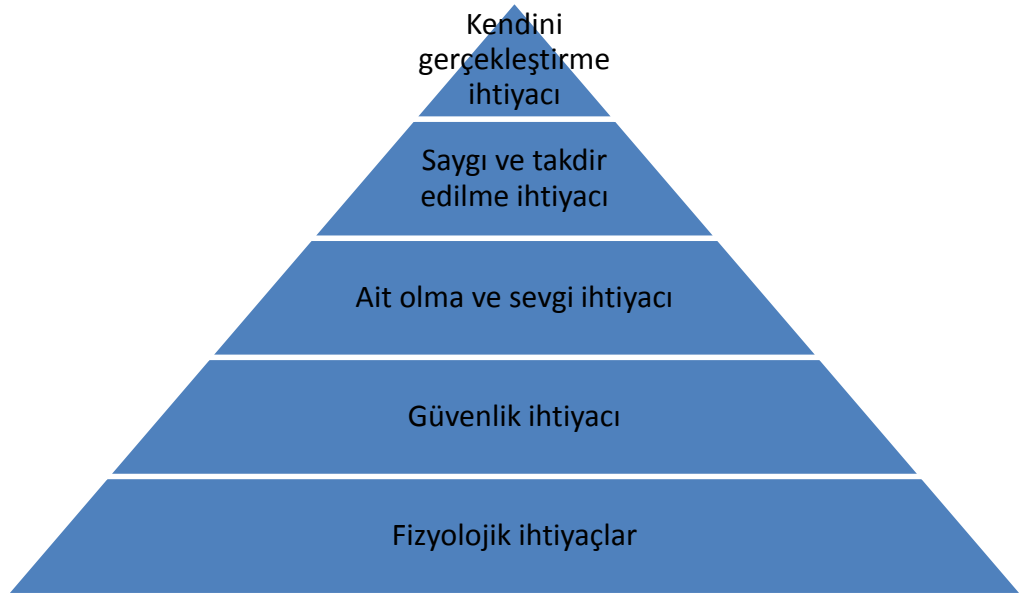 Kendini
gerçekleştirme
ihtiyacı
Saygı ve takdir
edilme ihtiyacı
Ait olma ve sevgi ihtiyacı
Güvenlik ihtiyacı
Fizyolojik ihtiyaçlar